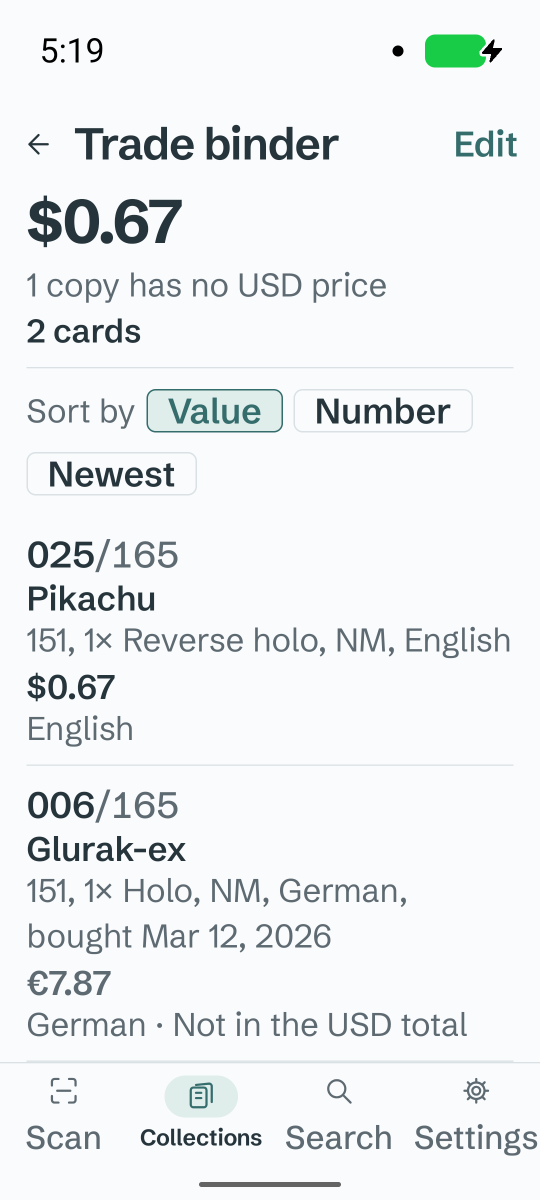 5:19
Trade binder
Edit
$0.67
1 copy has no USD price
2 cards
Sort by
Value
Number
Newest
025/165
Pikachu
151, 1× Reverse holo, NM, English
$0.67
English
006/165
Glurak-ex
151, 1× Holo, NM, German,
bought Mar 12, 2026
€7.87
German · Not in the USD total
Scan
Collections
Search
Settings